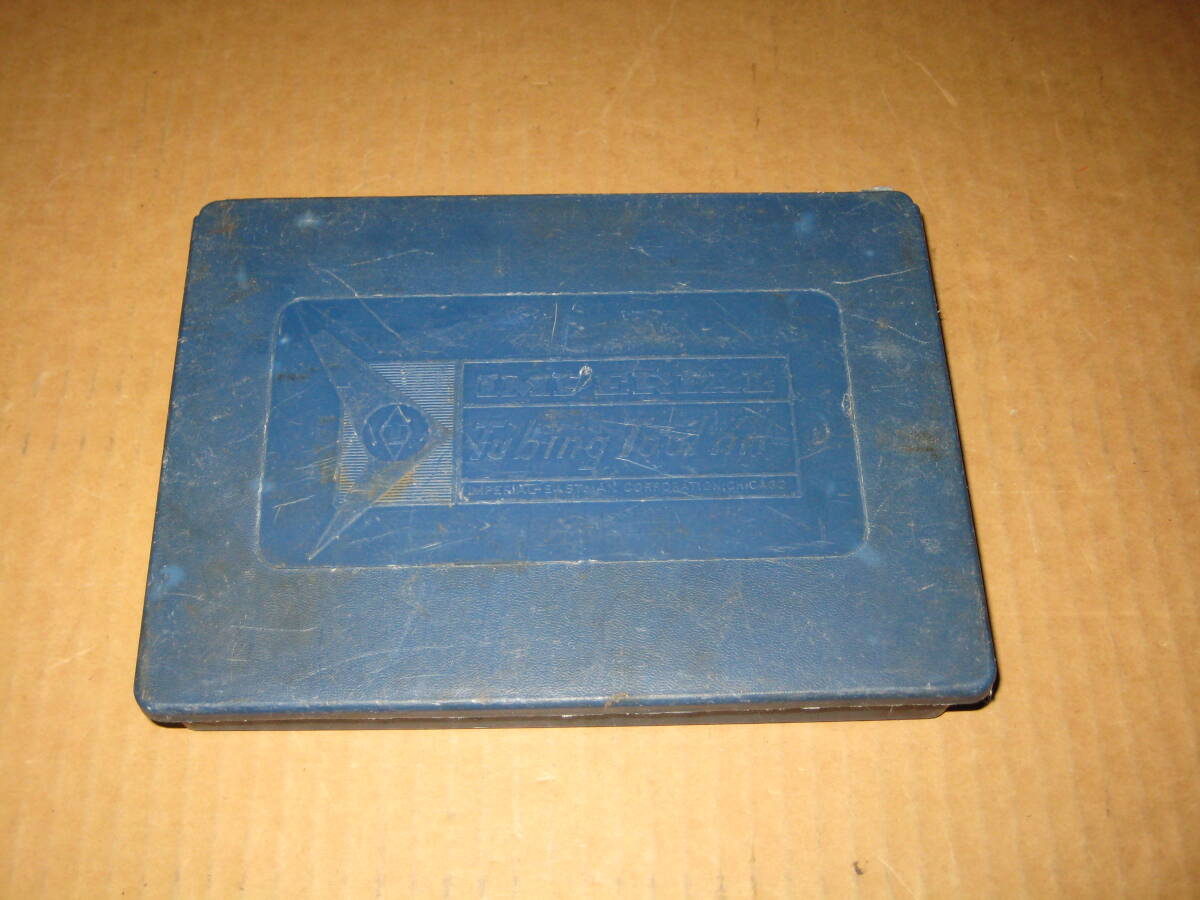 IMPERIAL
Tubing Tool Kit
IMPERIAL-EASTMAN CORPORATION, CHICAGO